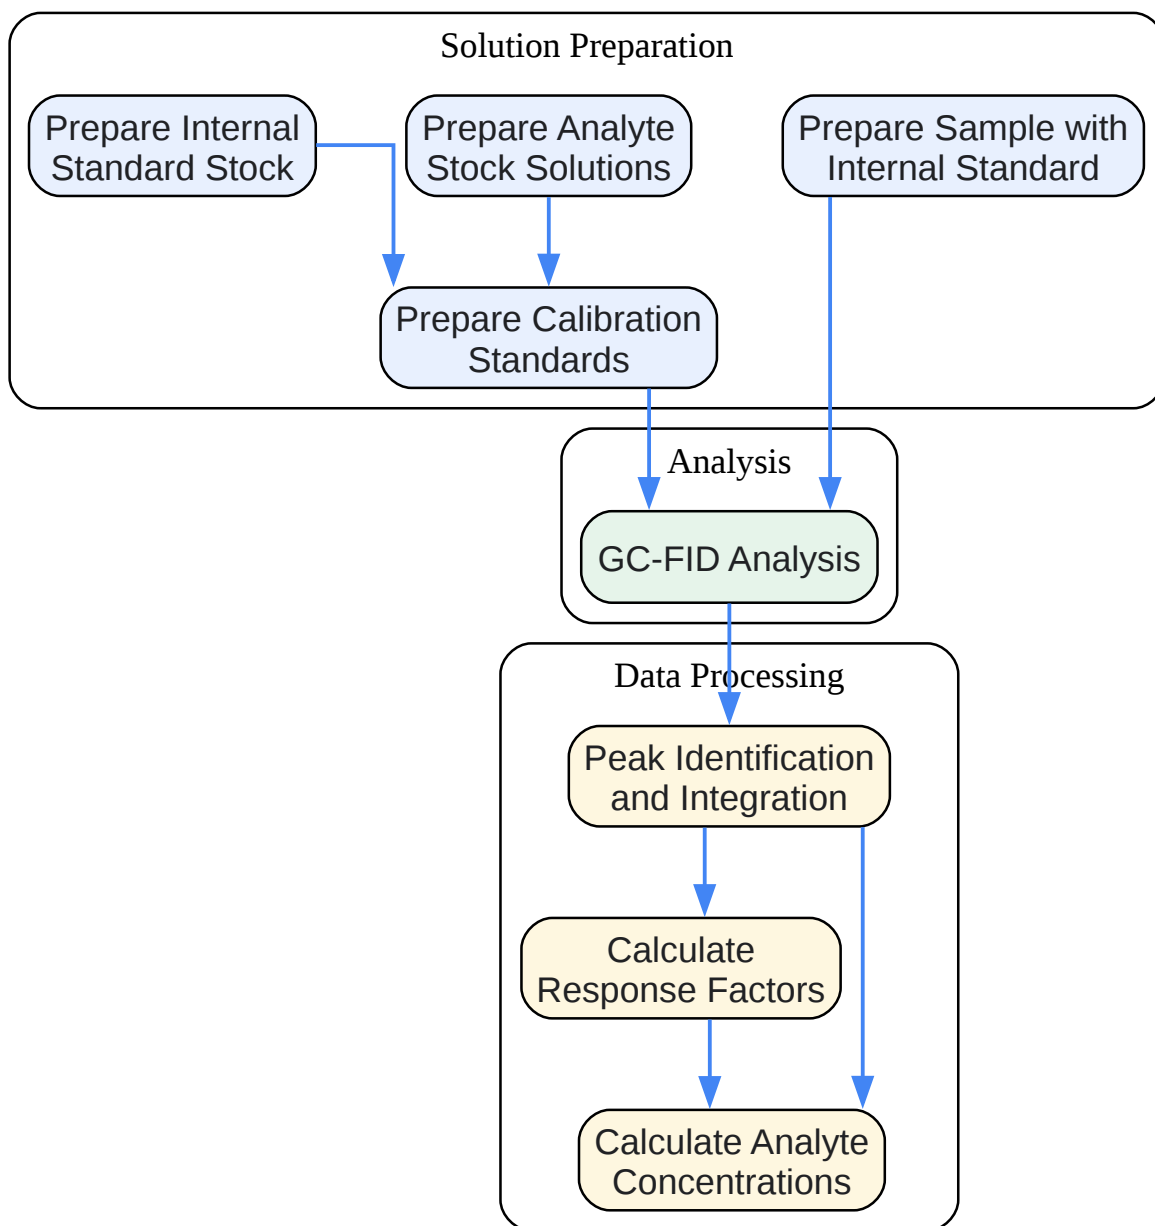 Solution Preparation
Prepare Internal
Standard Stock
Prepare Analyte
Stock Solutions
Prepare Sample with
Internal Standard
Prepare Calibration
Standards
Analysis
GC-FID Analysis
Data Processing
Peak Identification
and Integration
Calculate
Response Factors
Calculate Analyte
Concentrations